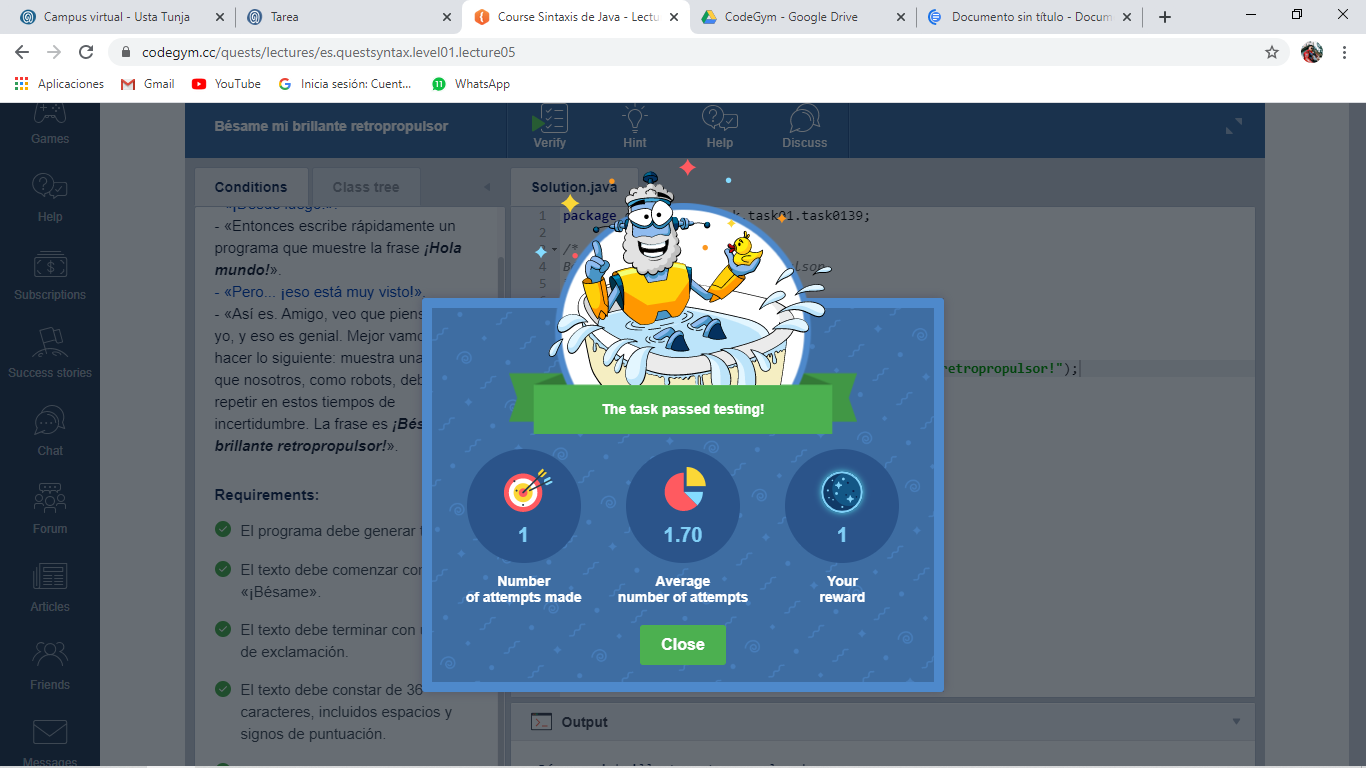 Campus virtual - Usta Tunja
Tarea
Course Sintaxis de Java - Lectu
CodeGym - Google Drive
Documento sin título - Docum
codegym.cc/quests/lectures/es.questsyntax.level01.lecture05
Aplicaciones
Gmail
YouTube
Inicia sesión: Cuent...
11
WhatsApp
Games
Help
Subscriptions
Success stories
Chat
Forum
Articles
Friends
Messages
Bésame mi brillante retropropulsor
Verify
Hint
Help
Discuss
Conditions
Class tree
- «¡Desde luego!».
- «Entonces escribe rápidamente un
programa que muestre la frase ¡Hola
mundo!».
- «Pero... ¡eso está muy visto!».
- «Así es. Amigo, veo que
yo, y eso es genial. Mejor
hacer lo siguiente: muestra
que nosotros, como robots,
repetir en estos tiempos de
incertidumbre. La frase es
brillante retropropulsor!».
Requirements:
El programa debe generar
El texto debe comenzar
«¡Bésame».
El texto debe terminar con
de exclamación.
El texto debe constar de 36
caracteres, incluidos espacios y
signos de puntuación.
Solution.java
1 package
.task01.task0139;
2
3 /*
4
5
retropropulsor!");
The task passed testing!
1
Number
of attempts made
1.70
Average
number of attempts
1
Your
reward
Close
Output